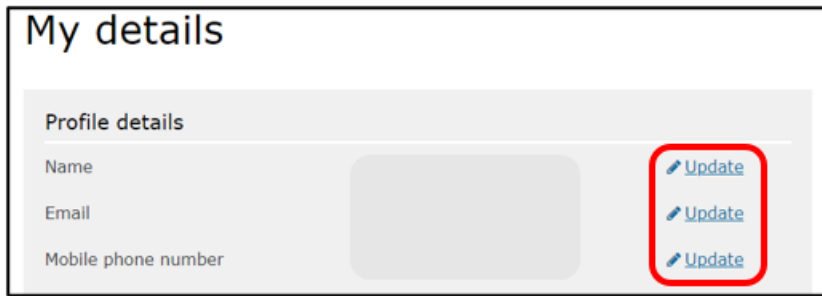 My details
Profile details
Name Update
Email Update
Mobile phone number Update